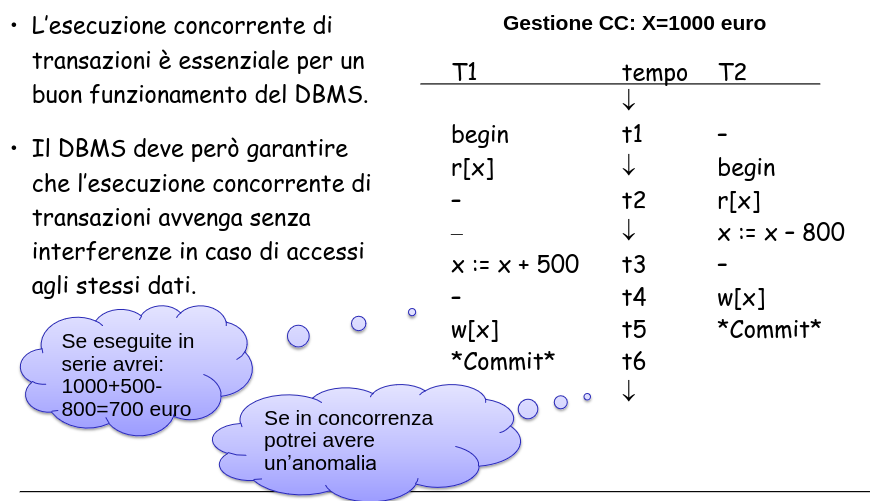 • L'esecuzione concorrente di
transazioni è essenziale per un
buon funzionamento del DBMS.
• Il DBMS deve però garantire
che l'esecuzione concorrente di
transazioni avvenga senza
interferenze in caso di accessi
agli stessi dati.
Se eseguite in
serie avrei:
1000+500-
800=700 euro
Se in concorrenza
potrei avere
un'anomalia
Gestione CC: X=1000 euro
T1 tempo T2
↓
begin t1 –
r[x] ↓ begin
– t2 r[x]
– ↓ x := x – 800
x := x + 500 t3 –
– t4 w[x]
w[x] t5 *Commit*
*Commit* t6
↓